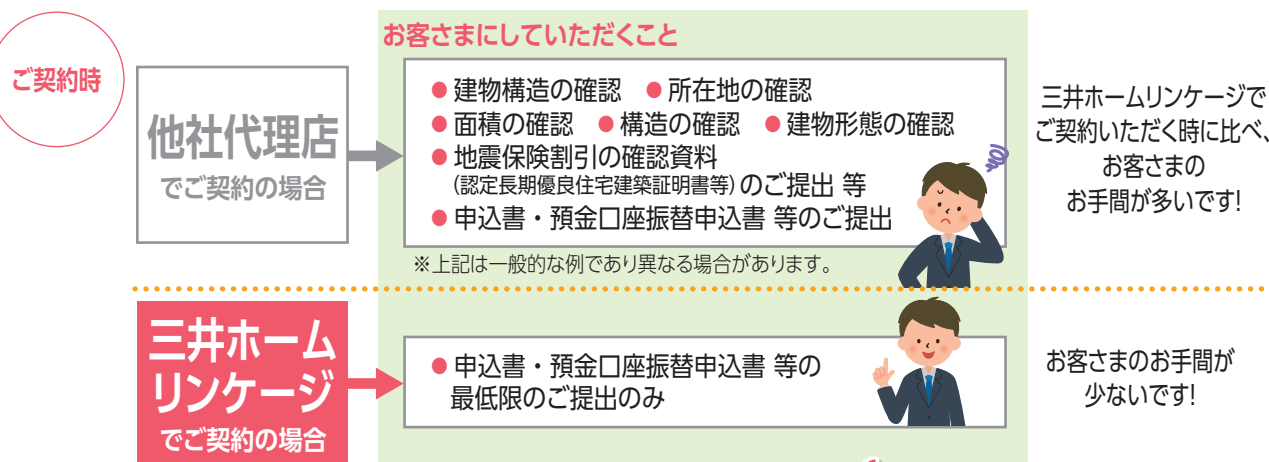 ご契約時
他社代理店
でご契約の場合
お客さまにしていただくこと
●建物構造の確認 ●所在地の確認
●面積の確認 ●構造の確認 ●建物形態の確認
●地震保険割引の確認資料
(認定長期優良住宅建築証明書等)のご提出 等
●申込書・預金口座振替申込書 等のご提出
※上記は一般的な例であり異なる場合があります。
三井ホームリンケージで
ご契約いただく時に比べ、
お客さまの
お手間が多いです!
三井ホーム
リンケージ
でご契約の場合
●申込書・預金口座振替申込書 等の
最低限のご提出のみ
お客さまのお手間が
少ないです!